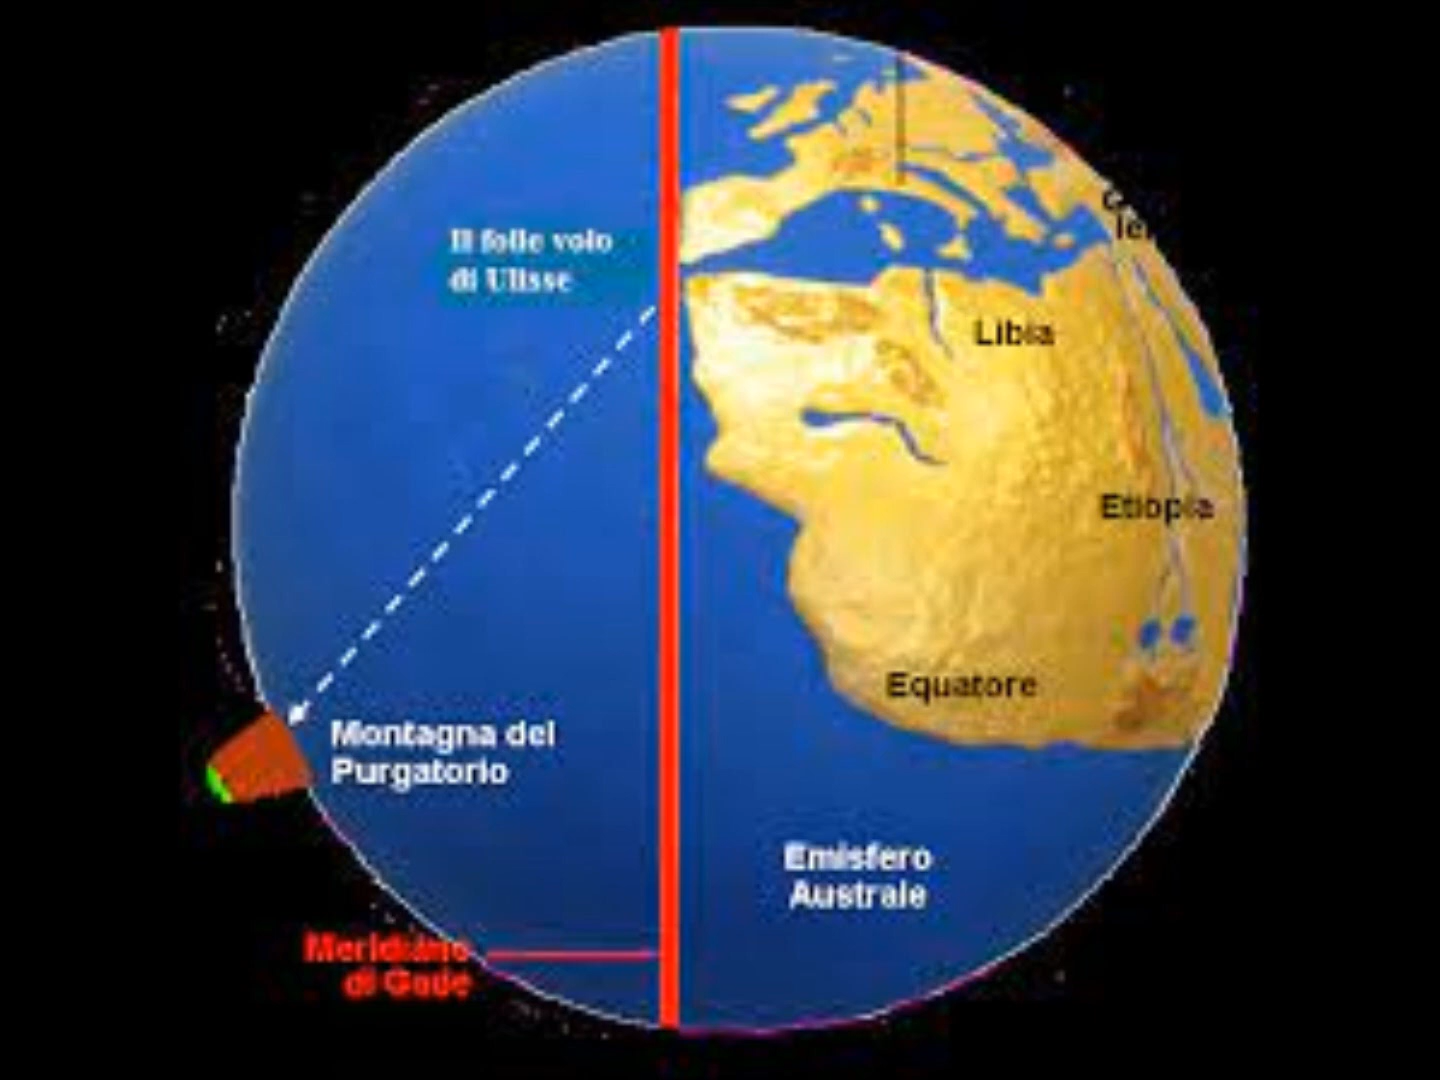 Il folle volo
di Ulisse
Libia
Etiopia
Equatore
Montagna del
Purgatorio
Emisfero
Australe
Meridiano
di Gade